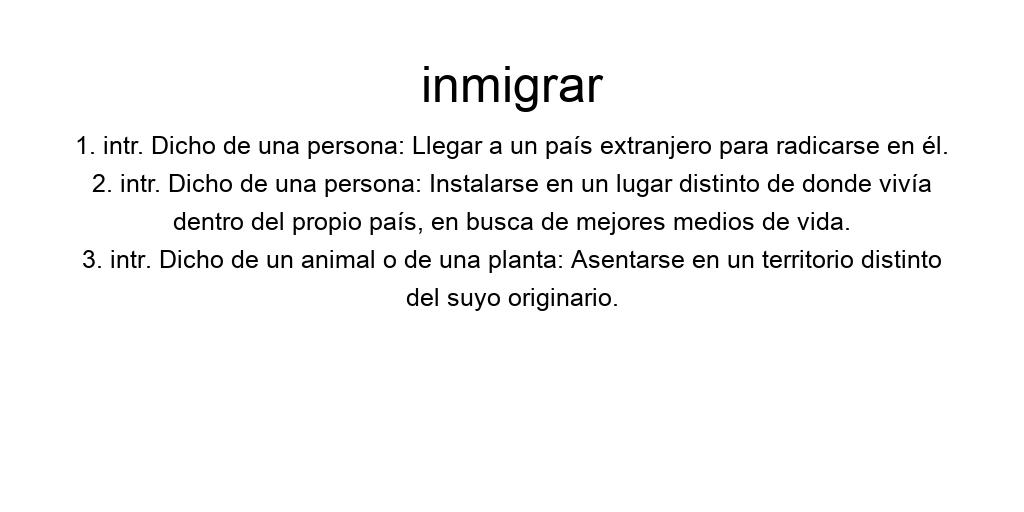 inmigrar
1. intr. Dicho de una persona: Llegar a un país extranjero para radicarse en él.
2. intr. Dicho de una persona: Instalarse en un lugar distinto de donde vivía
dentro del propio país, en busca de mejores medios de vida.
3. intr. Dicho de un animal o de una planta: Asentarse en un territorio distinto
del suyo originario.